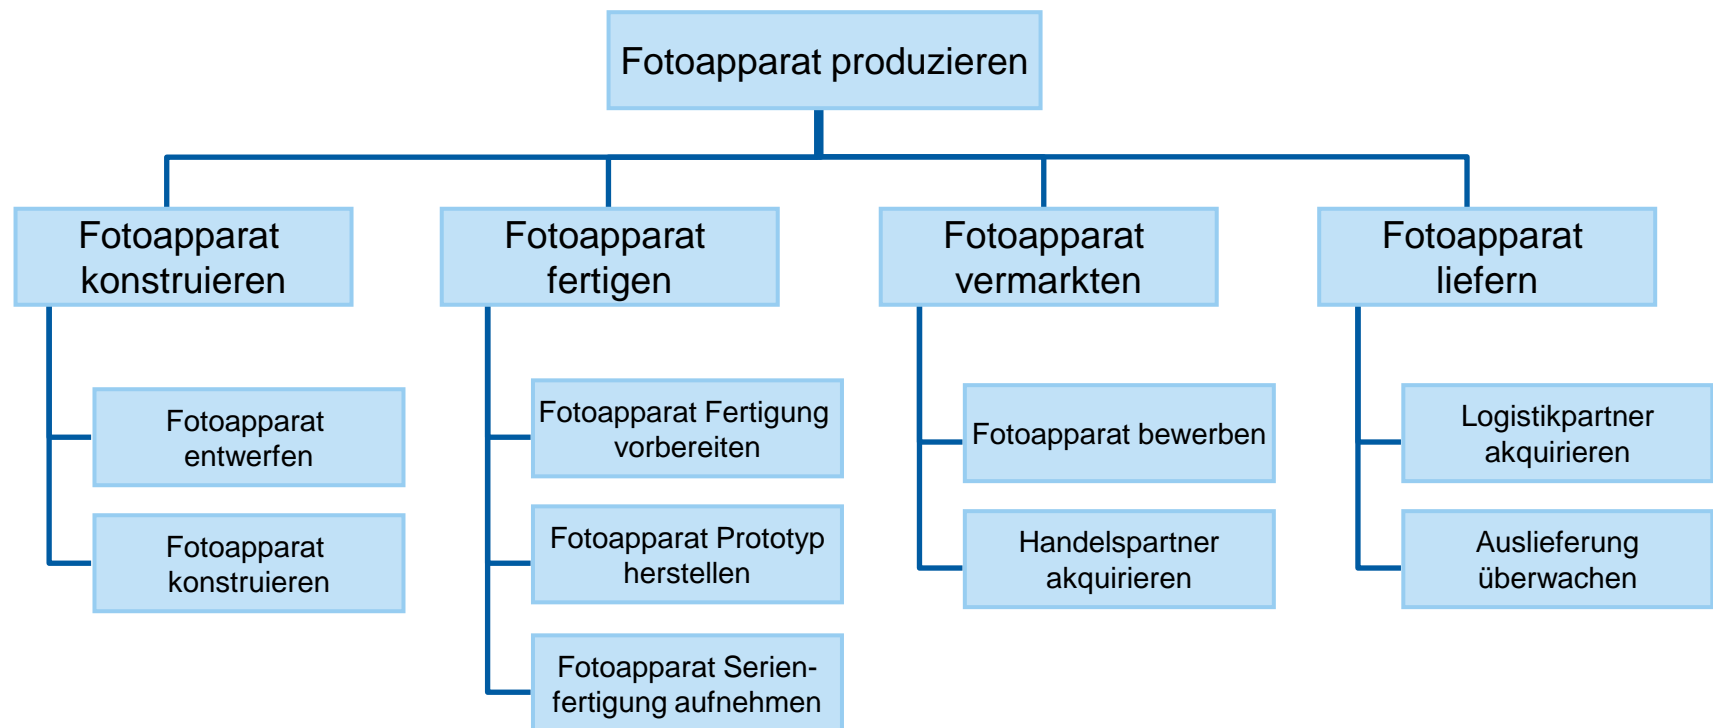 Fotoapparat produzieren
Fotoapparat
konstruieren
Fotoapparat
entwerfen
Fotoapparat
konstruieren
Fotoapparat
fertigen
Fotoapparat Fertigung
vorbereiten
Fotoapparat Prototyp
herstellen
Fotoapparat Serien-
fertigung aufnehmen
Fotoapparat
vermarkten
Fotoapparat bewerben
Handelspartner
akquirieren
Fotoapparat
liefern
Logistikpartner
akquirieren
Auslieferung
überwachen